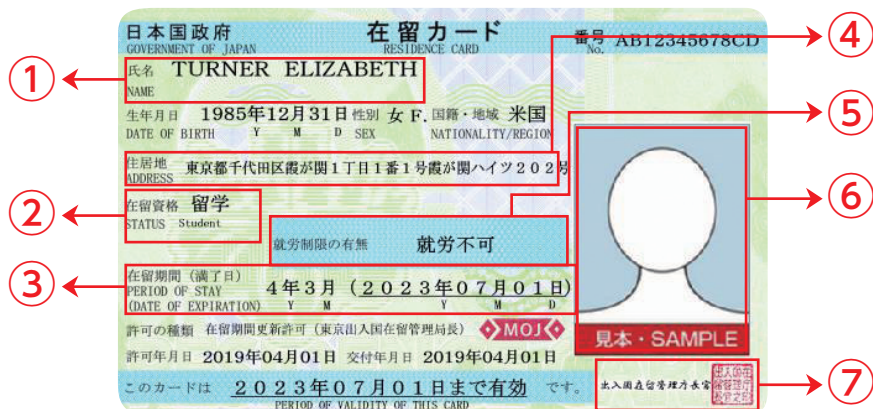 日本国政府 在留カード 番号 AB12345678CD
GOVERNMENT OF JAPAN RESIDENCE CARD No.
④
① 氏名 TURNER ELIZABETH
NAME
生年月日 1985年12月31日 性別 女 F. 国籍・地域 米国
DATE OF BIRTH Y M D SEX NATIONALITY/REGION
⑤
住居地 東京都千代田区霞が関1丁目1番1号霞が関ハイツ202号
ADDRESS
② 在留資格 留学
STATUS Student
⑥
就労制限の有無 就労不可
③ 在留期間(満了日) 4年3月(2023年07月01日)
PERIOD OF STAY
(DATE OF EXPIRATION) Y M Y M D
許可の種類 在留期間更新許可(東京出入国在留管理局長) MOJ
見本・SAMPLE
許可年月日 2019年04月01日 交付年月日 2019年04月01日
このカードは 2023年07月01日まで有効 です。
PERIOD OF VALIDITY OF THIS CARD
出入国在留管理庁長官
⑦